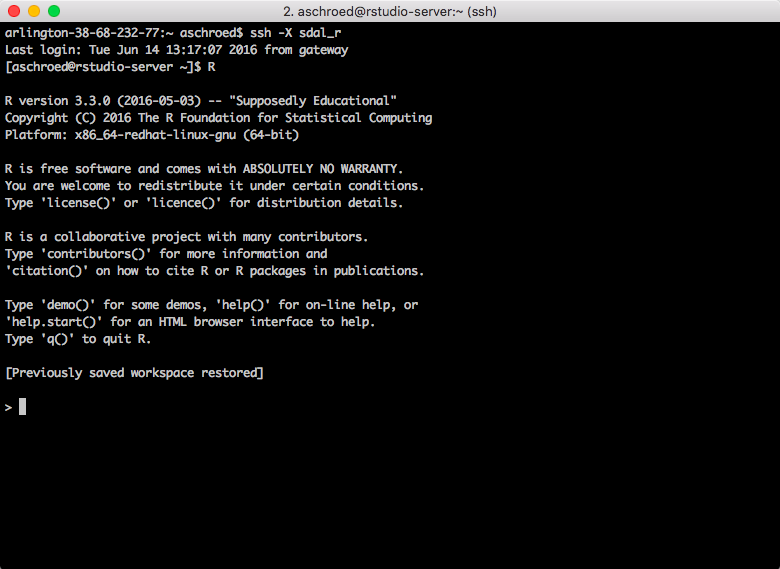 2. aschroed@rstudio-server:~ (ssh)
arlington-38-68-232-77:~ aschroed$ ssh -X sdal_r
Last login: Tue Jun 14 13:17:07 2016 from gateway
[aschroed@rstudio-server ~]$ R
R version 3.3.0 (2016-05-03) -- "Supposedly Educational"
Copyright (C) 2016 The R Foundation for Statistical Computing
Platform: x86_64-redhat-linux-gnu (64-bit)
R is free software and comes with ABSOLUTELY NO WARRANTY.
You are welcome to redistribute it under certain conditions.
Type 'license()' or 'licence()' for distribution details.
R is a collaborative project with many contributors.
Type 'contributors()' for more information and
'citation()' on how to cite R or R packages in publications.
Type 'demo()' for some demos, 'help()' for on-line help, or
'help.start()' for an HTML browser interface to help.
Type 'q()' to quit R.
[Previously saved workspace restored]
>